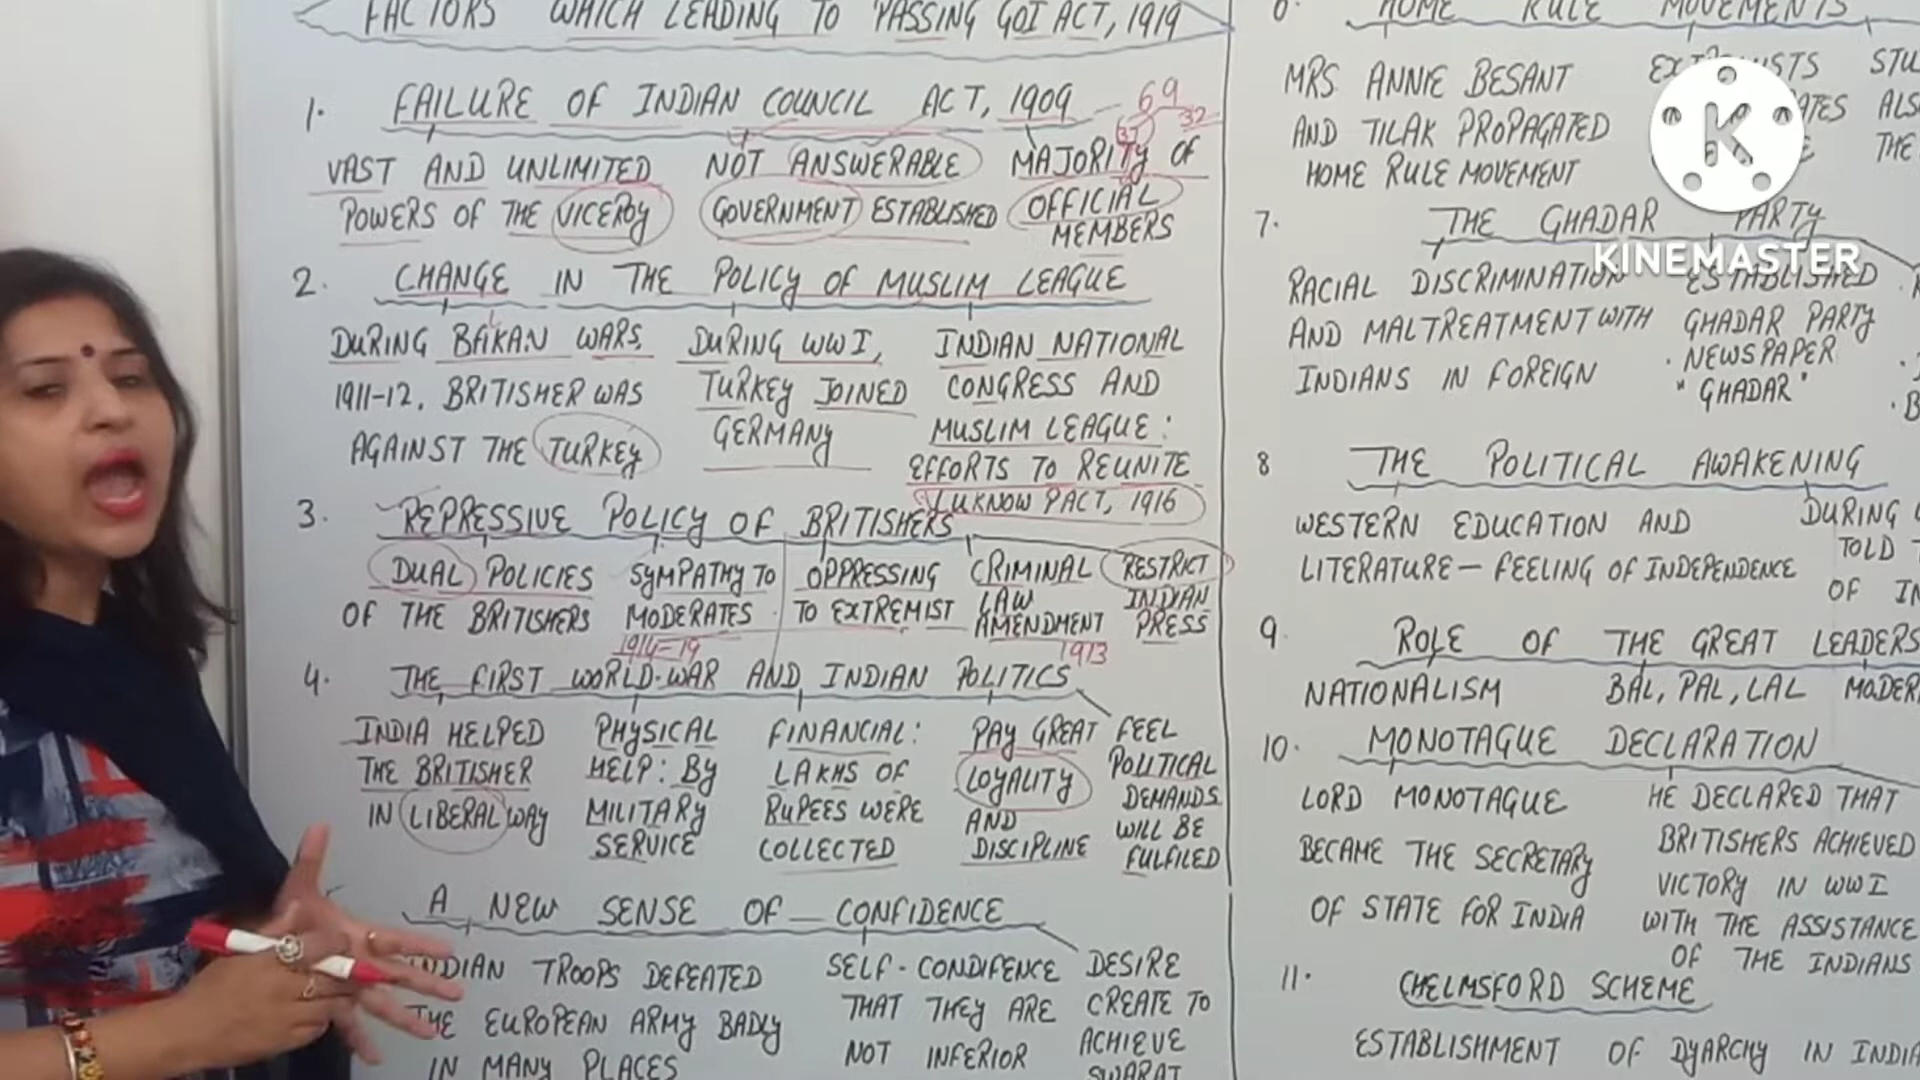 FACTORS WHICH LEADING TO PASSING GOI ACT, 1919
1. FAILURE OF INDIAN COUNCIL ACT, 1909
69
37 32
VAST AND UNLIMITED
POWERS OF THE VICEROY
NOT ANSWERABLE
GOVERNMENT ESTABLISHED
MAJORITY OF
OFFICIAL
MEMBERS
2. CHANGE IN THE POLICY OF MUSLIM LEAGUE
DURING BAKAN WARS,
1911-12. BRITISHER WAS
AGAINST THE TURKEY
DURING WWI,
TURKEY JOINED
GERMANY
INDIAN NATIONAL
CONGRESS AND
MUSLIM LEAGUE:
EFFORTS TO REUNITE
LUKNOW PACT, 1916
3. REPRESSIVE POLICY OF BRITISHERS
DUAL POLICIES
OF THE BRITISHERS
SYMPATHY TO
MODERATES
OPPRESSING
TO EXTREMIST
CRIMINAL
LAW
AMENDMENT
1913
RESTRICT
INDIAN
PRESS
1914-19
4. THE FIRST WORLD-WAR AND INDIAN POLITICS
INDIA HELPED
THE BRITISHER
IN LIBERAL WAY
PHYSICAL
HELP: BY
MILITARY
SERVICE
FINANCIAL:
LAKHS OF
RUPEES WERE
COLLECTED
PAY GREAT
LOYALITY
AND
DISCIPLINE
FEEL
POLITICAL
DEMANDS
WILL BE
FULFILED
A NEW SENSE OF CONFIDENCE
INDIAN TROOPS DEFEATED
THE EUROPEAN ARMY BADLY
IN MANY PLACES
SELF-CONDIFENCE
THAT THEY ARE
NOT INFERIOR
DESIRE
CREATE TO
ACHIEVE
SWARAT
HOME RULE MOVEMENTS
MRS ANNIE BESANT
AND TILAK PROPAGATED
HOME RULE MOVEMENT
ALS
THE
K
KINEMASTER
7. THE GHADAR PARTY
RACIAL DISCRIMINATION
AND MALTREATMENT WITH
INDIANS IN FOREIGN
ESTABLISHED
GHADAR PARTY
· NEWSPAPER
"GHADAR"
8 THE POLITICAL AWAKENING
WESTERN EDUCATION AND
LITERATURE - FEELING OF INDEPENDENCE
DURING
TOLD
OF IN
9 ROLE OF THE GREAT LEADERS
NATIONALISM
BAL, PAL, LAL
MODER
10. MONOTAGUE DECLARATION
LORD MONOTAGUE
BECAME THE SECRETARY
OF STATE FOR INDIA
HE DECLARED THAT
BRITISHERS ACHIEVED
VICTORY IN WWI
WITH THE ASSISTANCE
OF THE INDIANS
11. CHELMSFORD SCHEME
ESTABLISHMENT OF DYARCHY IN INDIA